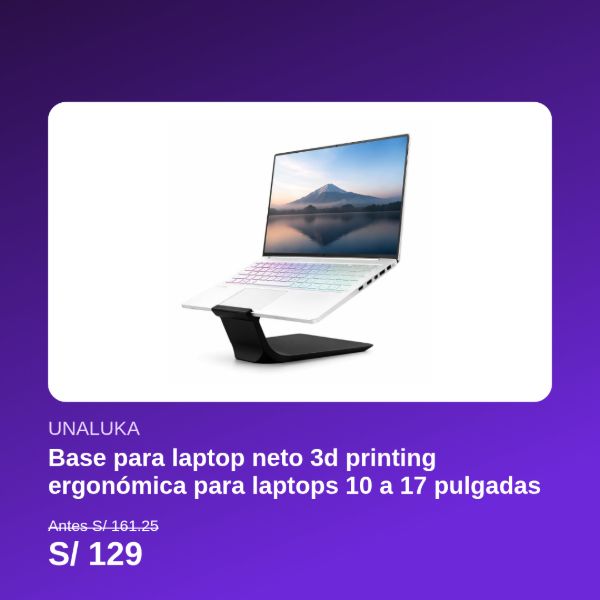 UNALUKA
Base para laptop neto 3d printing
ergonómica para laptops 10 a 17 pulgadas
Antes S/ 161.25
S/ 129